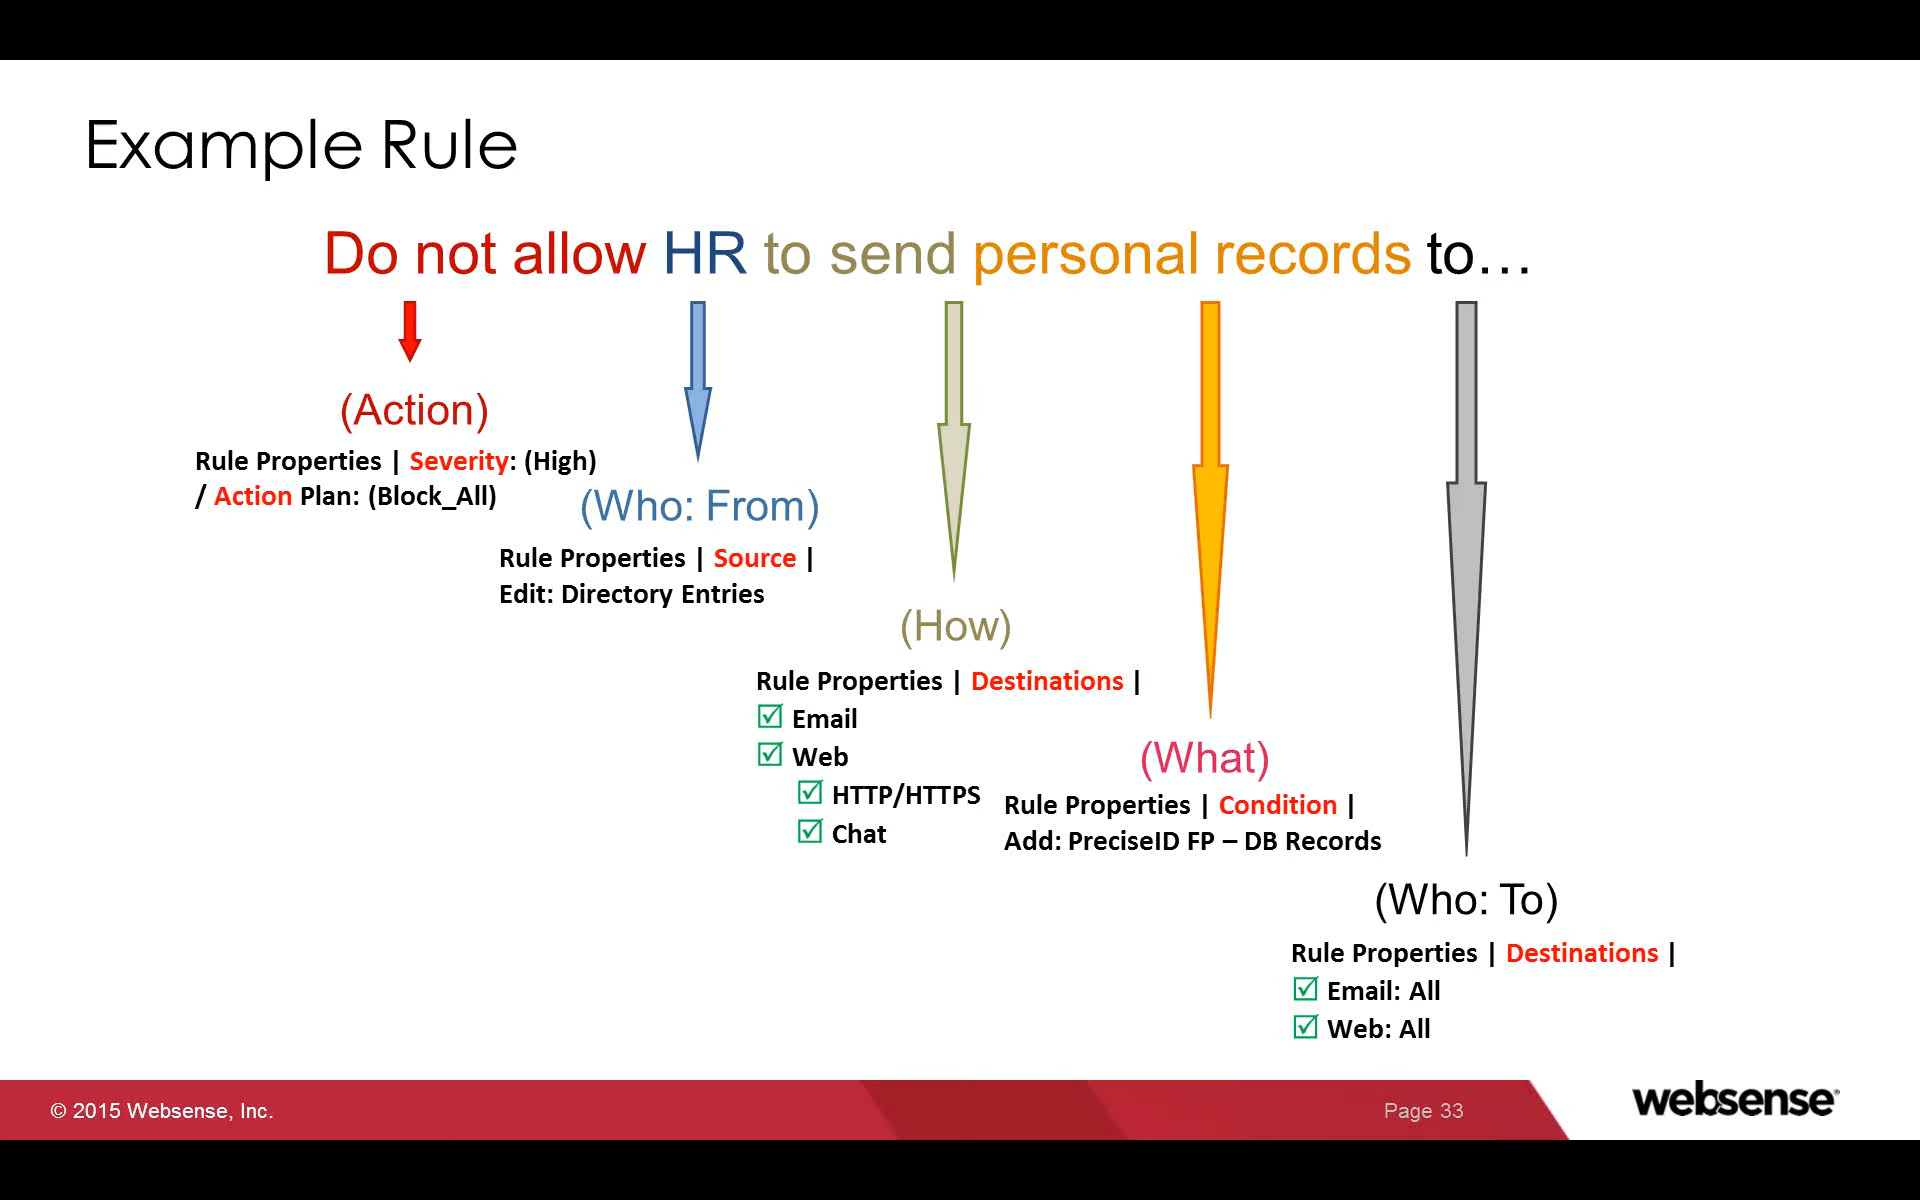 Example Rule
Do not allow HR to send personal records to…
(Action)
Rule Properties | Severity: (High)
/ Action Plan: (Block_All)
(Who: From)
Rule Properties | Source |
Edit: Directory Entries
(How)
Rule Properties | Destinations |
Email
Web
HTTP/HTTPS
Chat
(What)
Rule Properties | Condition |
Add: PreciseID FP – DB Records
(Who: To)
Rule Properties | Destinations |
Email: All
Web: All
© 2015 Websense, Inc.
Page 33
websense